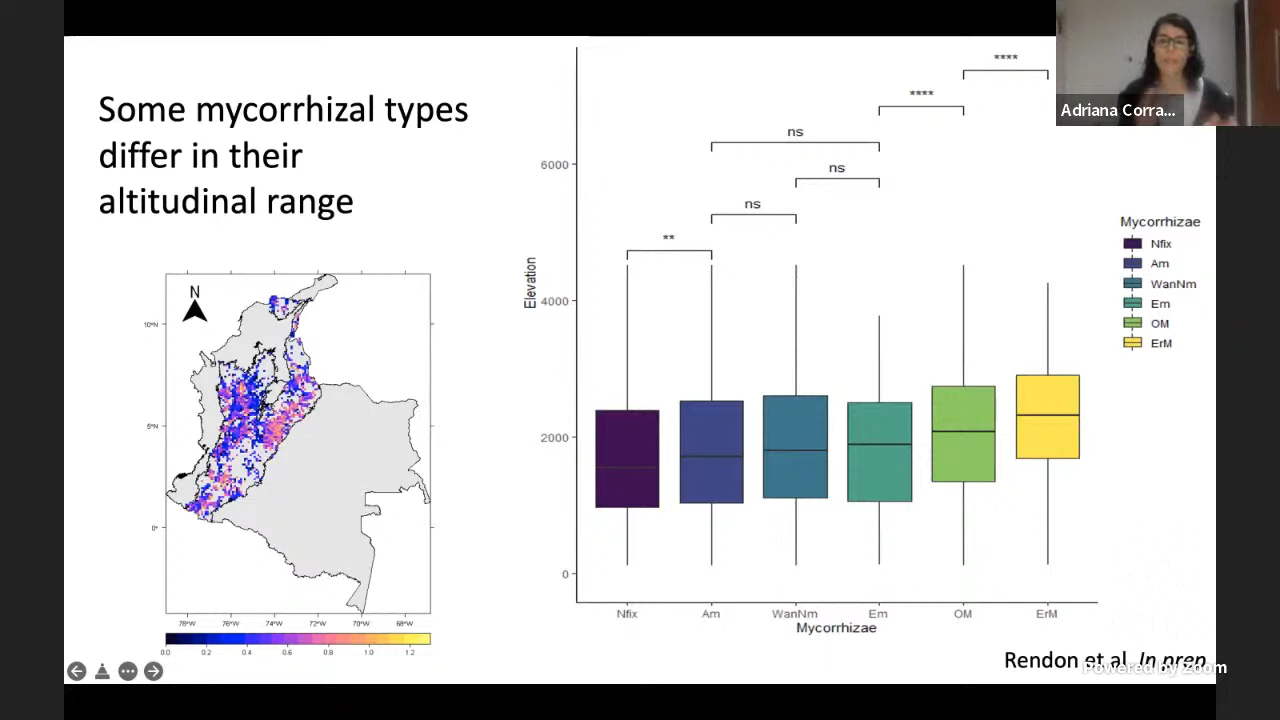 Some mycorrhizal types
differ in their
altitudinal range
N
10°N
5°N
0°
78°W 76°W 74°W 72°W 70°W 68°W
0.0 0.2 0.4 0.6 0.8 1.0 1.2
****
****
ns
ns
ns
**
Elevation
6000
4000
2000
0
Nfix Am WanNm Em OM ErM
Mycorrhizae
Mycorrhizae
Nfix
Am
WanNm
Em
OM
ErM
Adriana Corra...
Rendon et al. In prep
Powered by Zoom